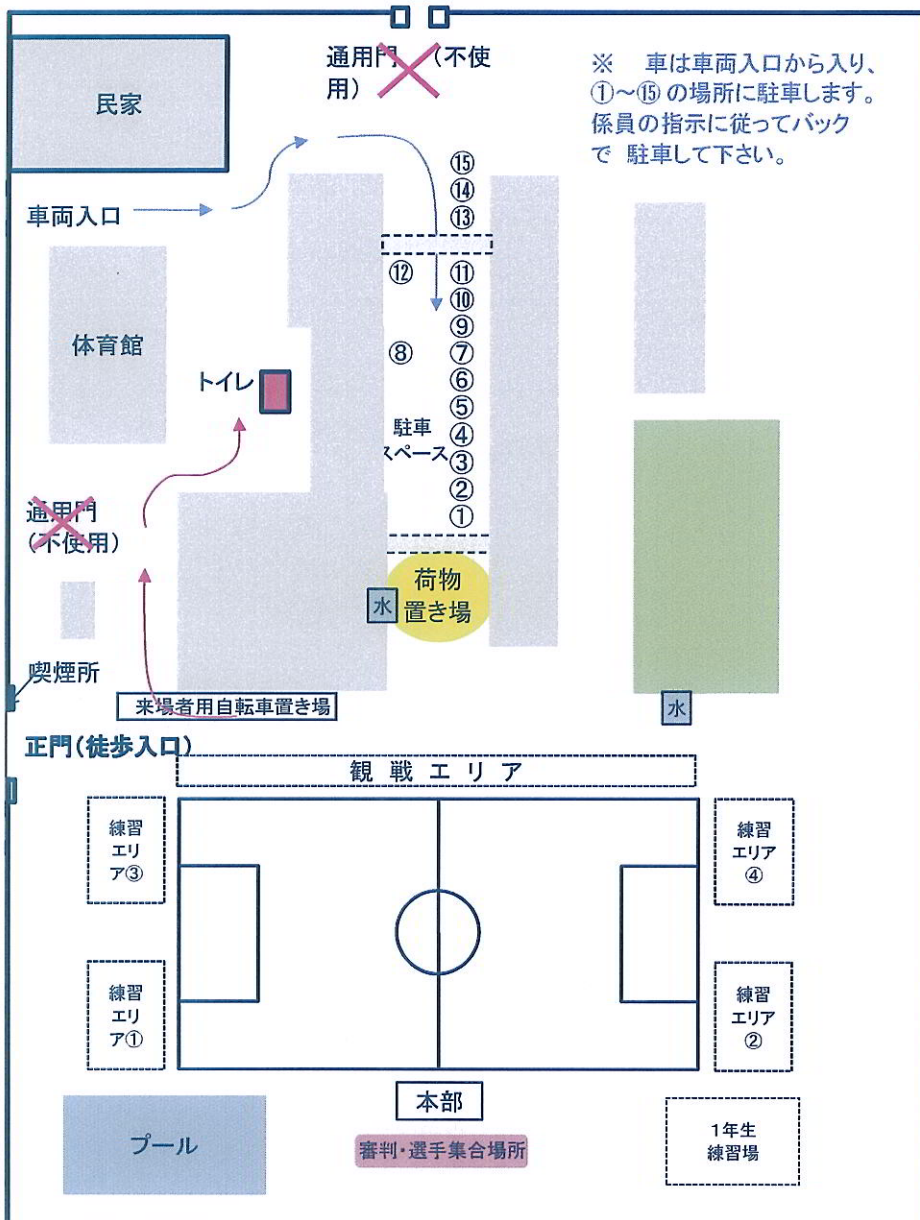 通用門 (不使
用)
※ 車は車両入口から入り、
①~⑮ の場所に駐車します。
係員の指示に従ってバック
で 駐車して下さい。
民家
車両入口
⑮
⑭
⑬
⑫
⑪
⑩
⑨
⑧
⑦
⑥
⑤
④
③
②
①
駐車
スペース
体育館
トイレ
通用門
(不使用)
荷物
置き場
水
喫煙所
来場者用自転車置き場
水
正門(徒歩入口)
観 戦 エ リ ア
練習
エリ
ア③
練習
エリア
④
練習
エリ
ア①
練習
エリア
②
本部
審判・選手集合場所
プール
1年生
練習場